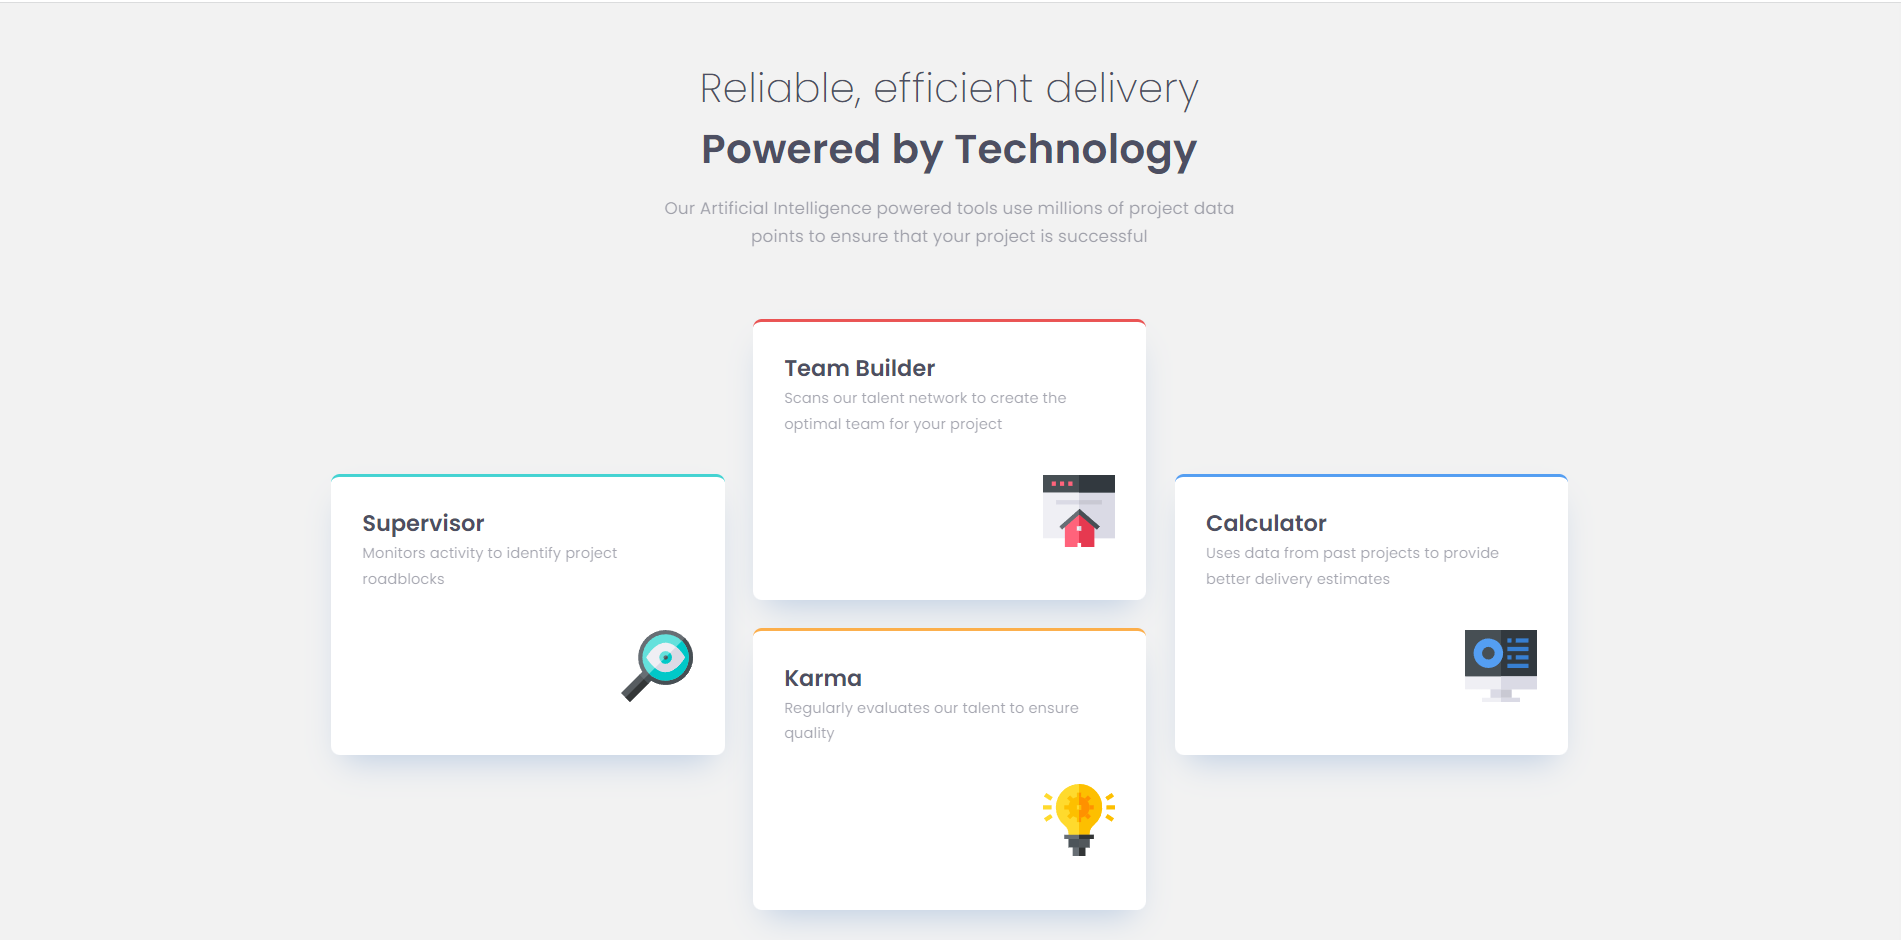 Reliable, efficient delivery
Powered by Technology
Our Artificial Intelligence powered tools use millions of project data
points to ensure that your project is successful
Team Builder
Scans our talent network to create the
optimal team for your project
Supervisor
Monitors activity to identify project
roadblocks
Calculator
Uses data from past projects to provide
better delivery estimates
Karma
Regularly evaluates our talent to ensure
quality